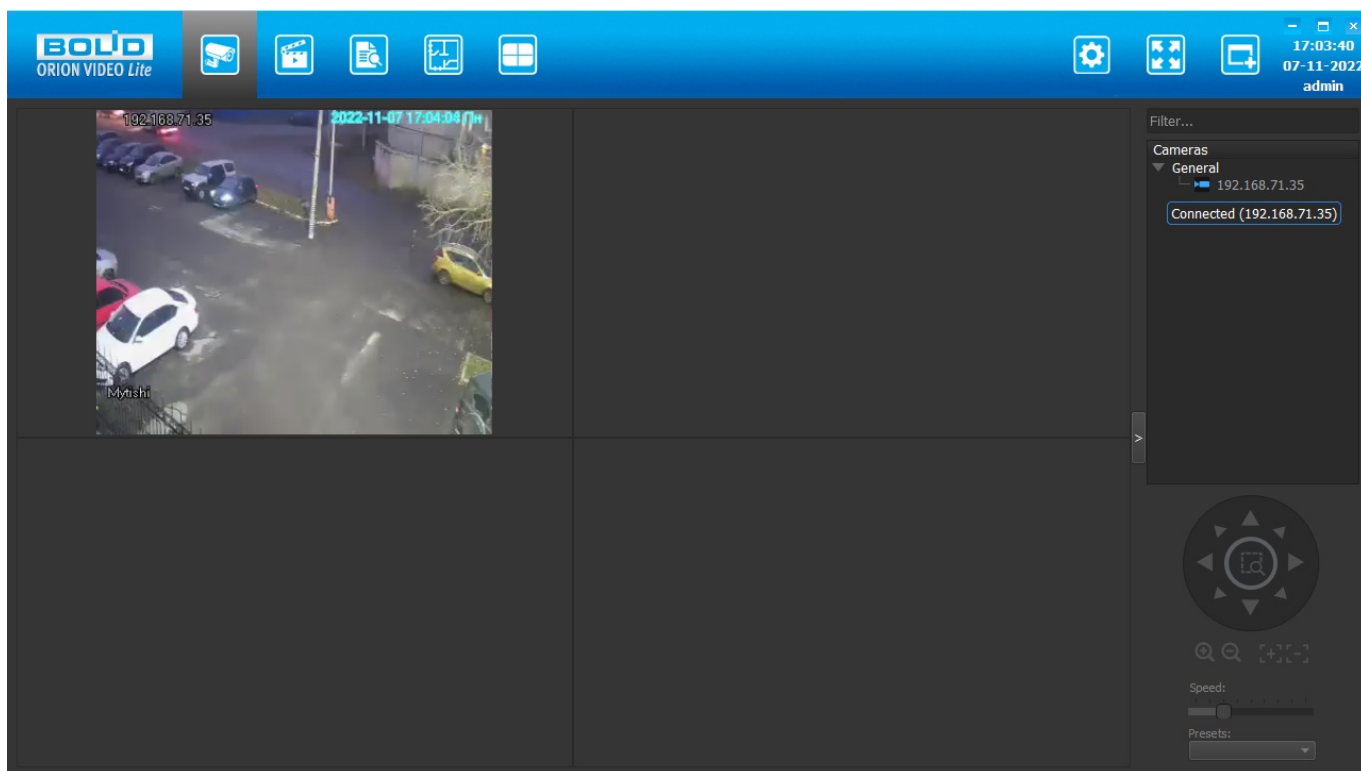 BOLID
ORION VIDEO Lite
17:03:40
07-11-2022
admin
192-168.71.35
2022-11-07 17:04:04 Пн
Mytishi
Filter...
Cameras
General
192.168.71.35
Connected (192.168.71.35)
>
Speed:
Presets: